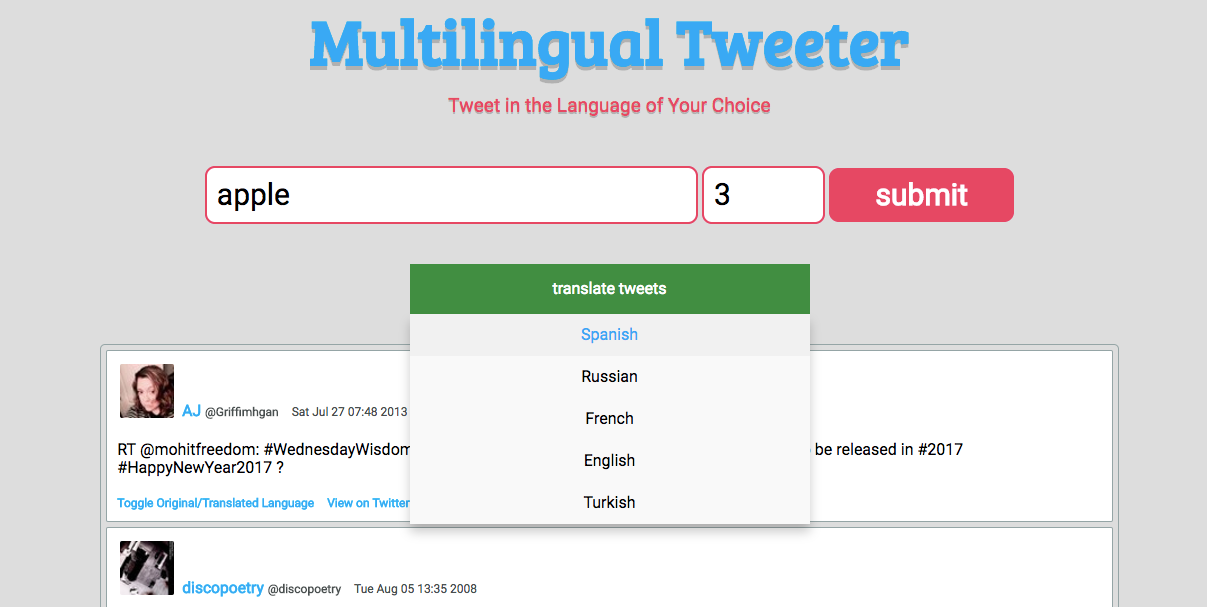 Multilingual Tweeter
Tweet in the Language of Your Choice
apple 3 submit
translate tweets
Spanish
Russian
French
English
Turkish
AJ @Griffimhgan Sat Jul 27 07:48 2013
RT @mohitfreedom: #WednesdayWisdom be released in #2017
#HappyNewYear2017 ?
Toggle Original/Translated Language View on Twitter
discopoetry @discopoetry Tue Aug 05 13:35 2008